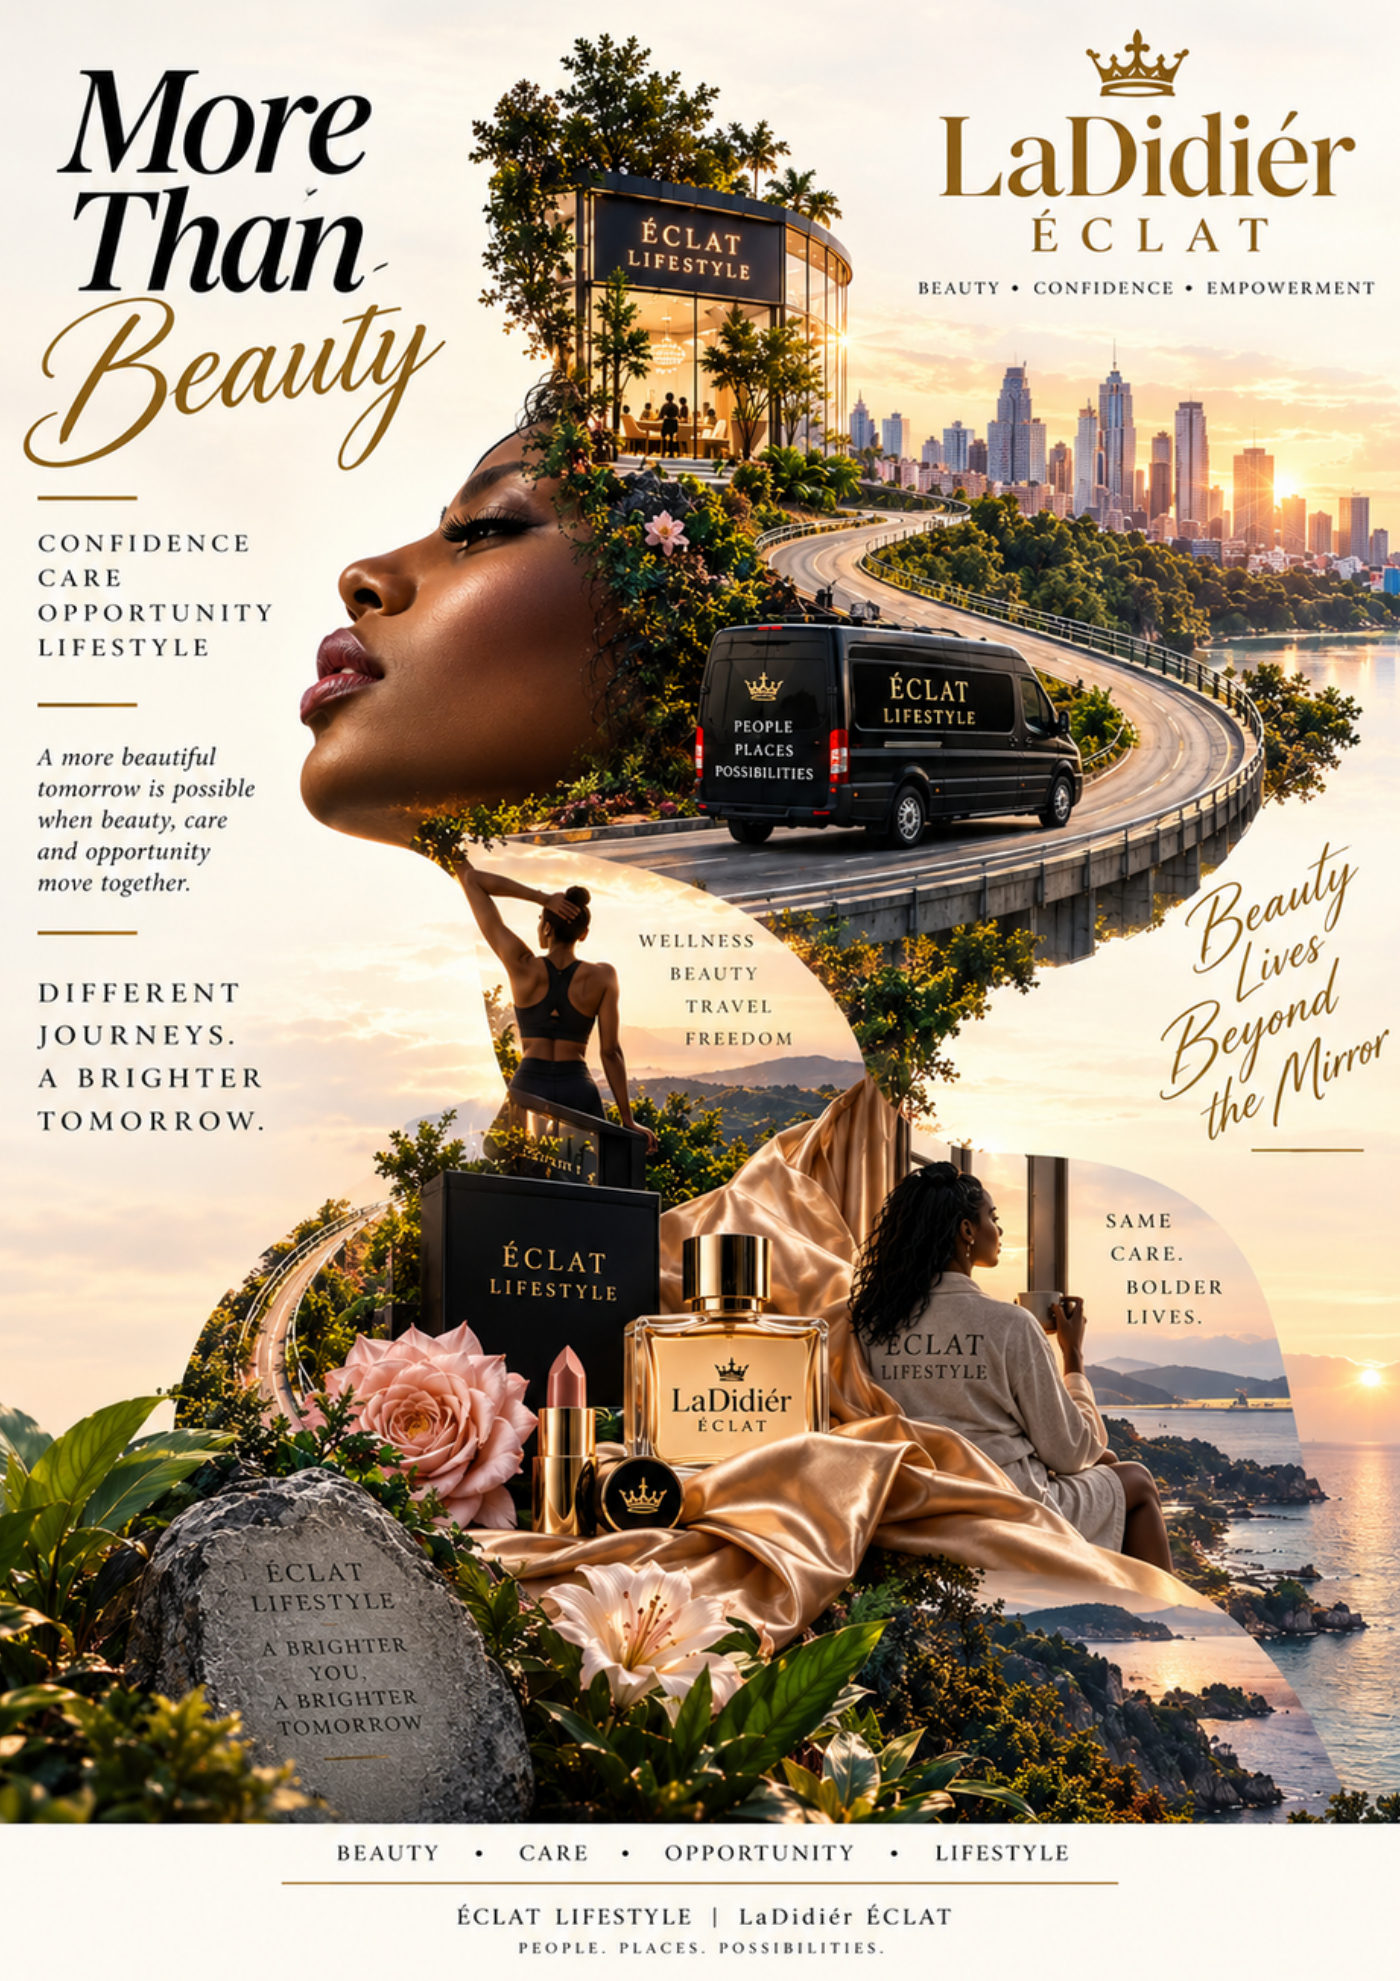 More
Than
Beauty
CONFIDENCE
CARE
OPPORTUNITY
LIFESTYLE
A more beautiful
tomorrow is possible
when beauty, care
and opportunity
move together.
DIFFERENT
JOURNEYS.
A BRIGHTER
TOMORROW.
LaDidiér
ÉCLAT
BEAUTY • CONFIDENCE • EMPOWERMENT
ÉCLAT
LIFESTYLE
PEOPLE
PLACES
POSSIBILITIES
ÉCLAT
LIFESTYLE
WELLNESS
BEAUTY
TRAVEL
FREEDOM
Beauty
Lives
Beyond
the Mirror
SAME
CARE.
BOLDER
LIVES.
ÉCLAT
LIFESTYLE
LaDidiér
ÉCLAT
ÉCLAT
LIFESTYLE
ÉCLAT
LIFESTYLE
A BRIGHTER
YOU,
A BRIGHTER
TOMORROW
BEAUTY • CARE • OPPORTUNITY • LIFESTYLE
ÉCLAT LIFESTYLE | LaDidiér ÉCLAT
PEOPLE. PLACES. POSSIBILITIES.